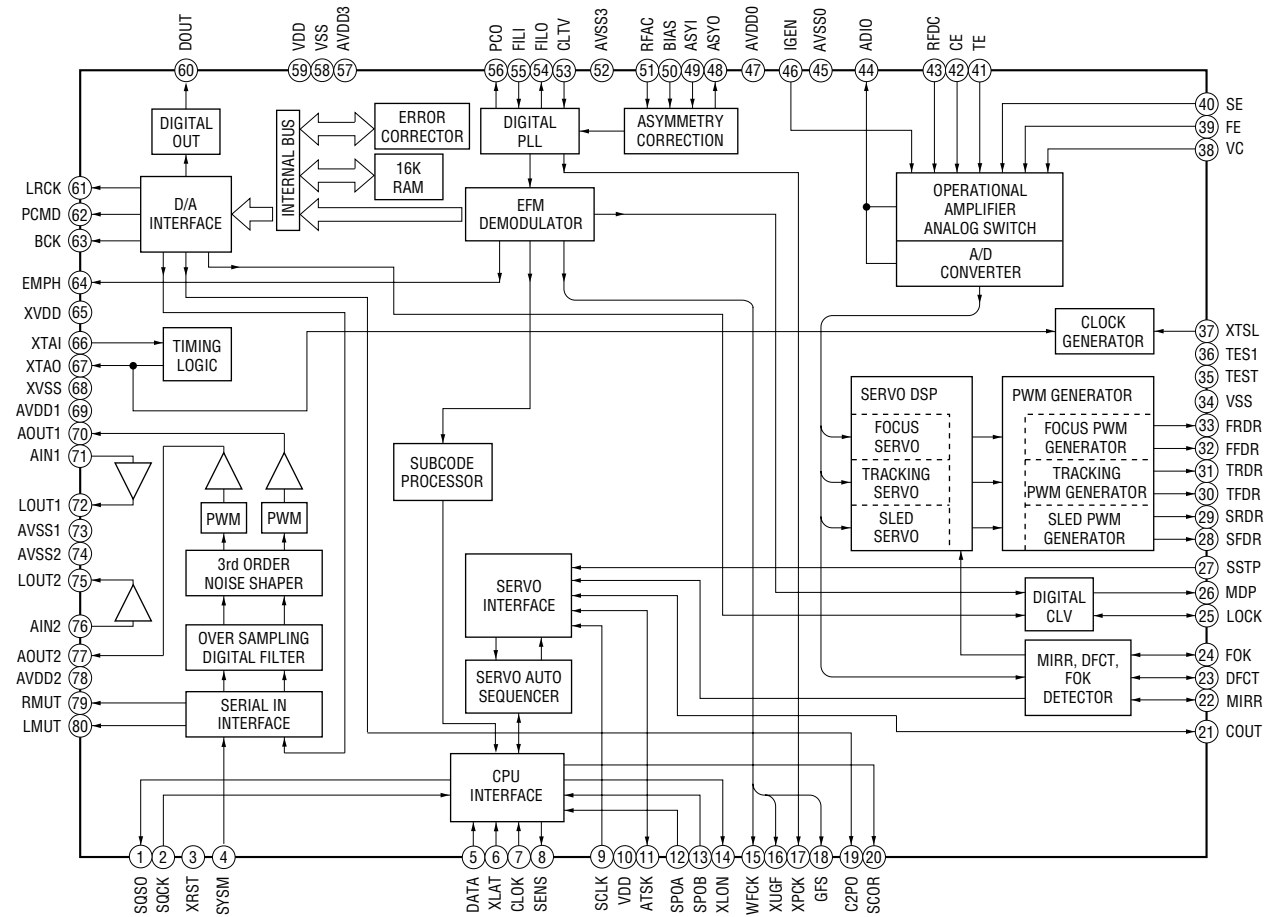 DOUT
VDD
VSS
AVDD3
PCO
FILI
FILO
CLTV
AVSS3
RFAC
BIAS
ASYI
ASYO
AVDD0
IGEN
AVSS0
ADIO
RFDC
CE
TE
60
59
58
57
56
55
54
53
52
51
50
49
48
47
46
45
44
43
42
41
40 SE
39 FE
38 VC
DIGITAL
OUT
INTERNAL BUS
ERROR
CORRECTOR
16K
RAM
DIGITAL
PLL
ASYMMETRY
CORRECTION
LRCK 61
PCMD 62
BCK 63
D/A
INTERFACE
EFM
DEMODULATOR
OPERATIONAL
AMPLIFIER
ANALOG SWITCH
A/D
CONVERTER
EMPH 64
XVDD 65
XTAI 66
XTAO 67
XVSS 68
AVDD1 69
AOUT1 70
AIN1 71
LOUT1 72
AVSS1 73
AVSS2 74
LOUT2 75
AIN2 76
AOUT2 77
AVDD2 78
RMUT 79
LMUT 80
TIMING
LOGIC
CLOCK
GENERATOR
37 XTSL
36 TES1
35 TEST
34 VSS
33 FRDR
32 FFDR
31 TRDR
30 TFDR
29 SRDR
28 SFDR
27 SSTP
26 MDP
25 LOCK
24 FOK
23 DFCT
22 MIRR
21 COUT
SERVO DSP
FOCUS
SERVO
TRACKING
SERVO
SLED
SERVO
PWM GENERATOR
FOCUS PWM
GENERATOR
TRACKING
PWM GENERATOR
SLED PWM
GENERATOR
SUBCODE
PROCESSOR
PWM
PWM
3rd ORDER
NOISE SHAPER
OVER SAMPLING
DIGITAL FILTER
SERIAL IN
INTERFACE
SERVO
INTERFACE
SERVO AUTO
SEQUENCER
DIGITAL
CLV
MIRR, DFCT,
FOK
DETECTOR
CPU
INTERFACE
1
2
3
4
5
6
7
8
9
10
11
12
13
14
15
16
17
18
19
20
SQSO
SQCK
XRST
SYSM
DATA
XLAT
CLOK
SENS
SCLK
VDD
ATSK
SPOA
SPOB
XLON
WFCK
XUGF
XPCK
GFS
C2PO
SCOR